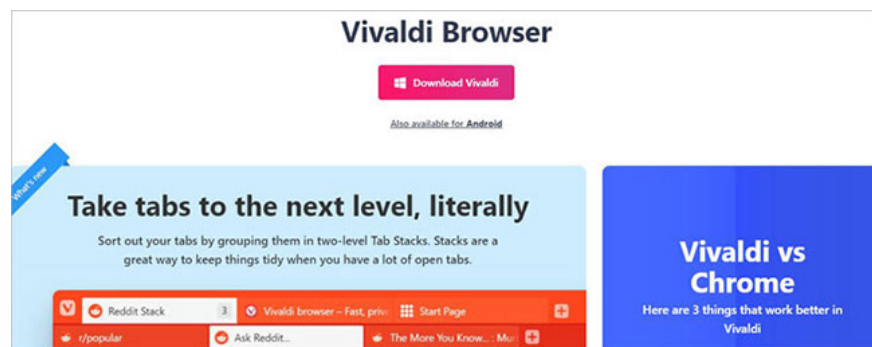 Vivaldi Browser
Download Vivaldi
Also available for Android
What's new
Take tabs to the next level, literally
Sort out your tabs by grouping them in two-level Tab Stacks. Stacks are a
great way to keep things tidy when you have a lot of open tabs.
Vivaldi vs
Chrome
Here are 3 things that work better in
Vivaldi
Reddit Stack 3 Vivaldi browser – Fast, priv Start Page
r/popular Ask Reddit... The More You Know... : Mur